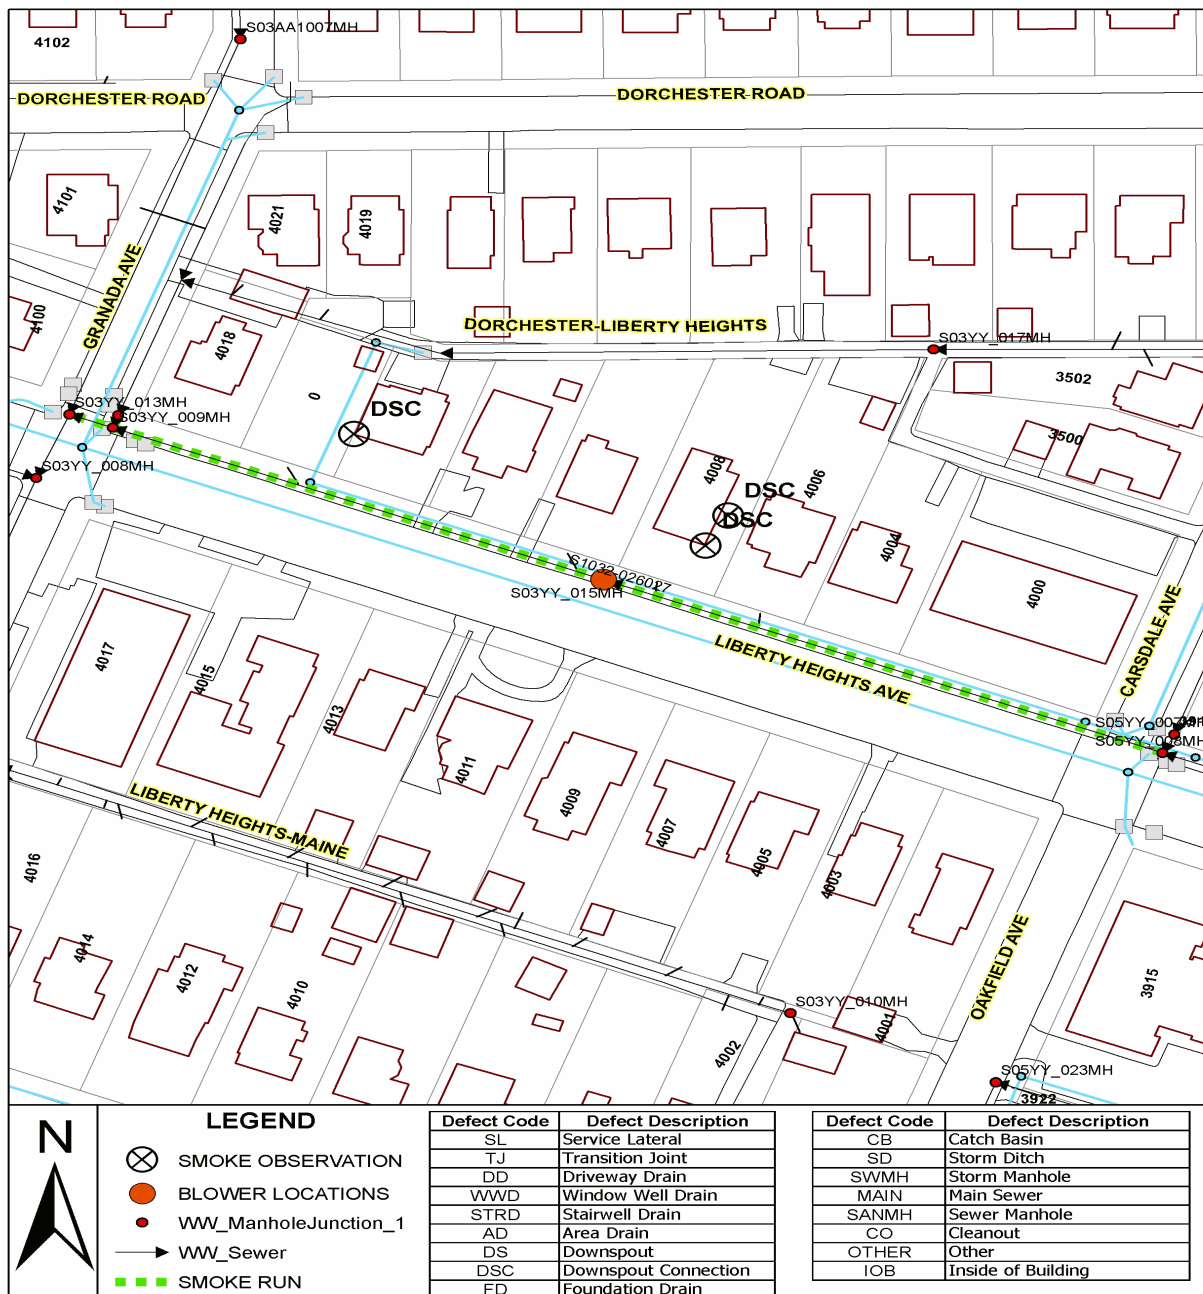 S03AA1007MH
4102
DORCHESTER ROAD
DORCHESTER ROAD
4101
4021
4019
GRANADA AVE
4100
4018
DORCHESTER-LIBERTY HEIGHTS
S03YY_017MH
3502
0
DSC
S03YY_013MH
S03YY_009MH
3500
S03YY_008MH
4008
DSC
4006
DSC
4004
S1032-026017
S03YY_015MH
4000
CARSDALE AVE
LIBERTY HEIGHTS AVE
4017
4015
4013
S05YY_007MH
S05YY_008MH
4011
4009
LIBERTY HEIGHTS-MAINE
4007
4005
4003
4016
4014
4012
4010
OAKFIELD AVE
3915
S03YY_010MH
4001
4002
S05YY_023MH
3922
N
LEGEND
SMOKE OBSERVATION
BLOWER LOCATIONS
WW_ManholeJunction_1
WW_Sewer
SMOKE RUN
Defect Code Defect Description
SL Service Lateral
TJ Transition Joint
DD Driveway Drain
WWD Window Well Drain
STRD Stairwell Drain
AD Area Drain
DS Downspout
DSC Downspout Connection
FD Foundation Drain
Defect Code Defect Description
CB Catch Basin
SD Storm Ditch
SWMH Storm Manhole
MAIN Main Sewer
SANMH Sewer Manhole
CO Cleanout
OTHER Other
IOB Inside of Building